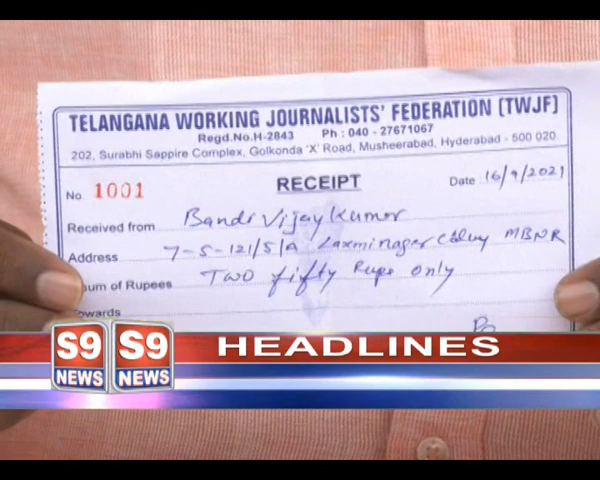 TELANGANA WORKING JOURNALISTS' FEDERATION (TWJF)
Regd.No.H-2843 Ph : 040 - 27671067
202, Surabhi Sappire Complex, Golkonda 'X' Road, Musheerabad, Hyderabad - 500 020.
No. 1001 RECEIPT Date 16/9/2021
Received from Bandi Vijay Kumar
Address 7-5-121/5/A Laxminager Colony MBNR
sum of Rupees Two fifty Rups only
Towards
S9 NEWS S9 NEWS HEADLINES